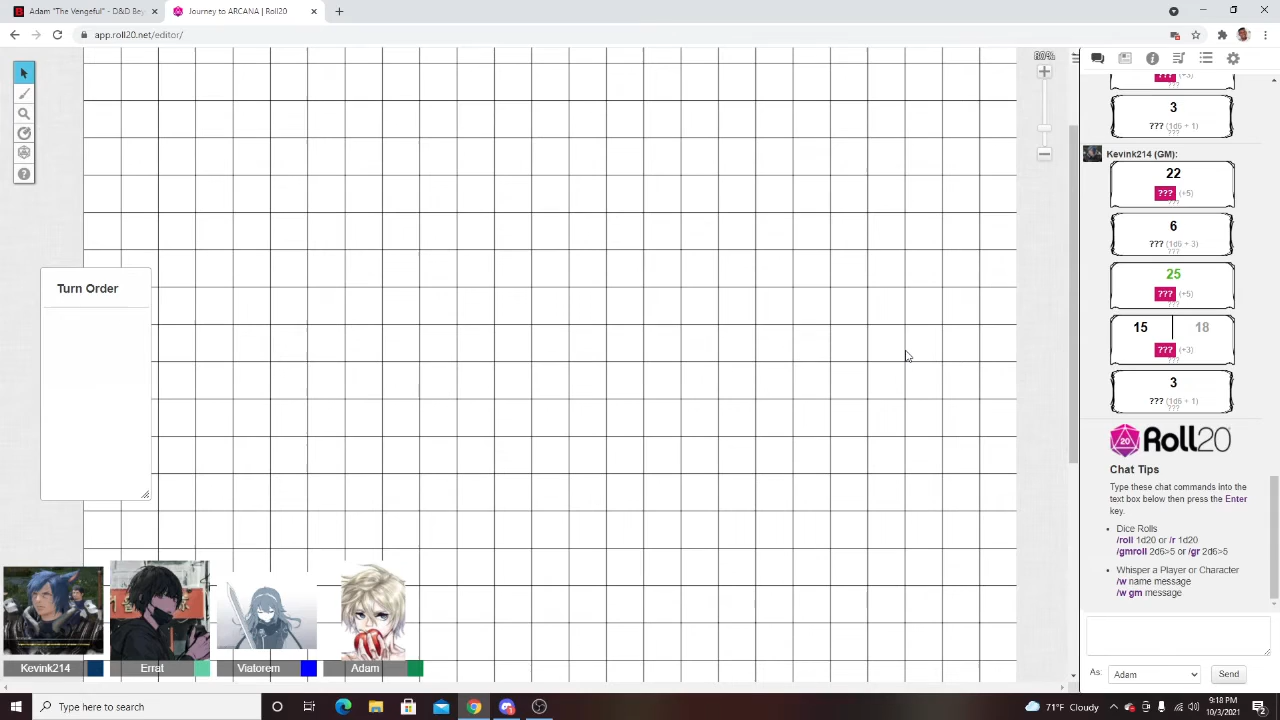 Adam "The Vengeful" - D&D Bey
Journey to ARCANA | Roll20
app.roll20.net/editor/
80%
Turn Order
Kevink214
Errat
Viatorem
Adam
??? (+3)
???
3
??? (1d6 + 1)
???
Kevink214 (GM):
22
??? (+5)
???
6
??? (1d6 + 3)
???
25
??? (+5)
???
15 18
??? (+3)
???
3
??? (1d6 + 1)
???
20 Roll20
Chat Tips
Type these chat commands into the
text box below then press the Enter
key.
Dice Rolls
/roll 1d20 or /r 1d20
/gmroll 2d6>5 or /gr 2d6>5
Whisper a Player or Character
/w name message
/w gm message
As: Adam Send
Type here to search
71°F Cloudy
9:18 PM
10/3/2021